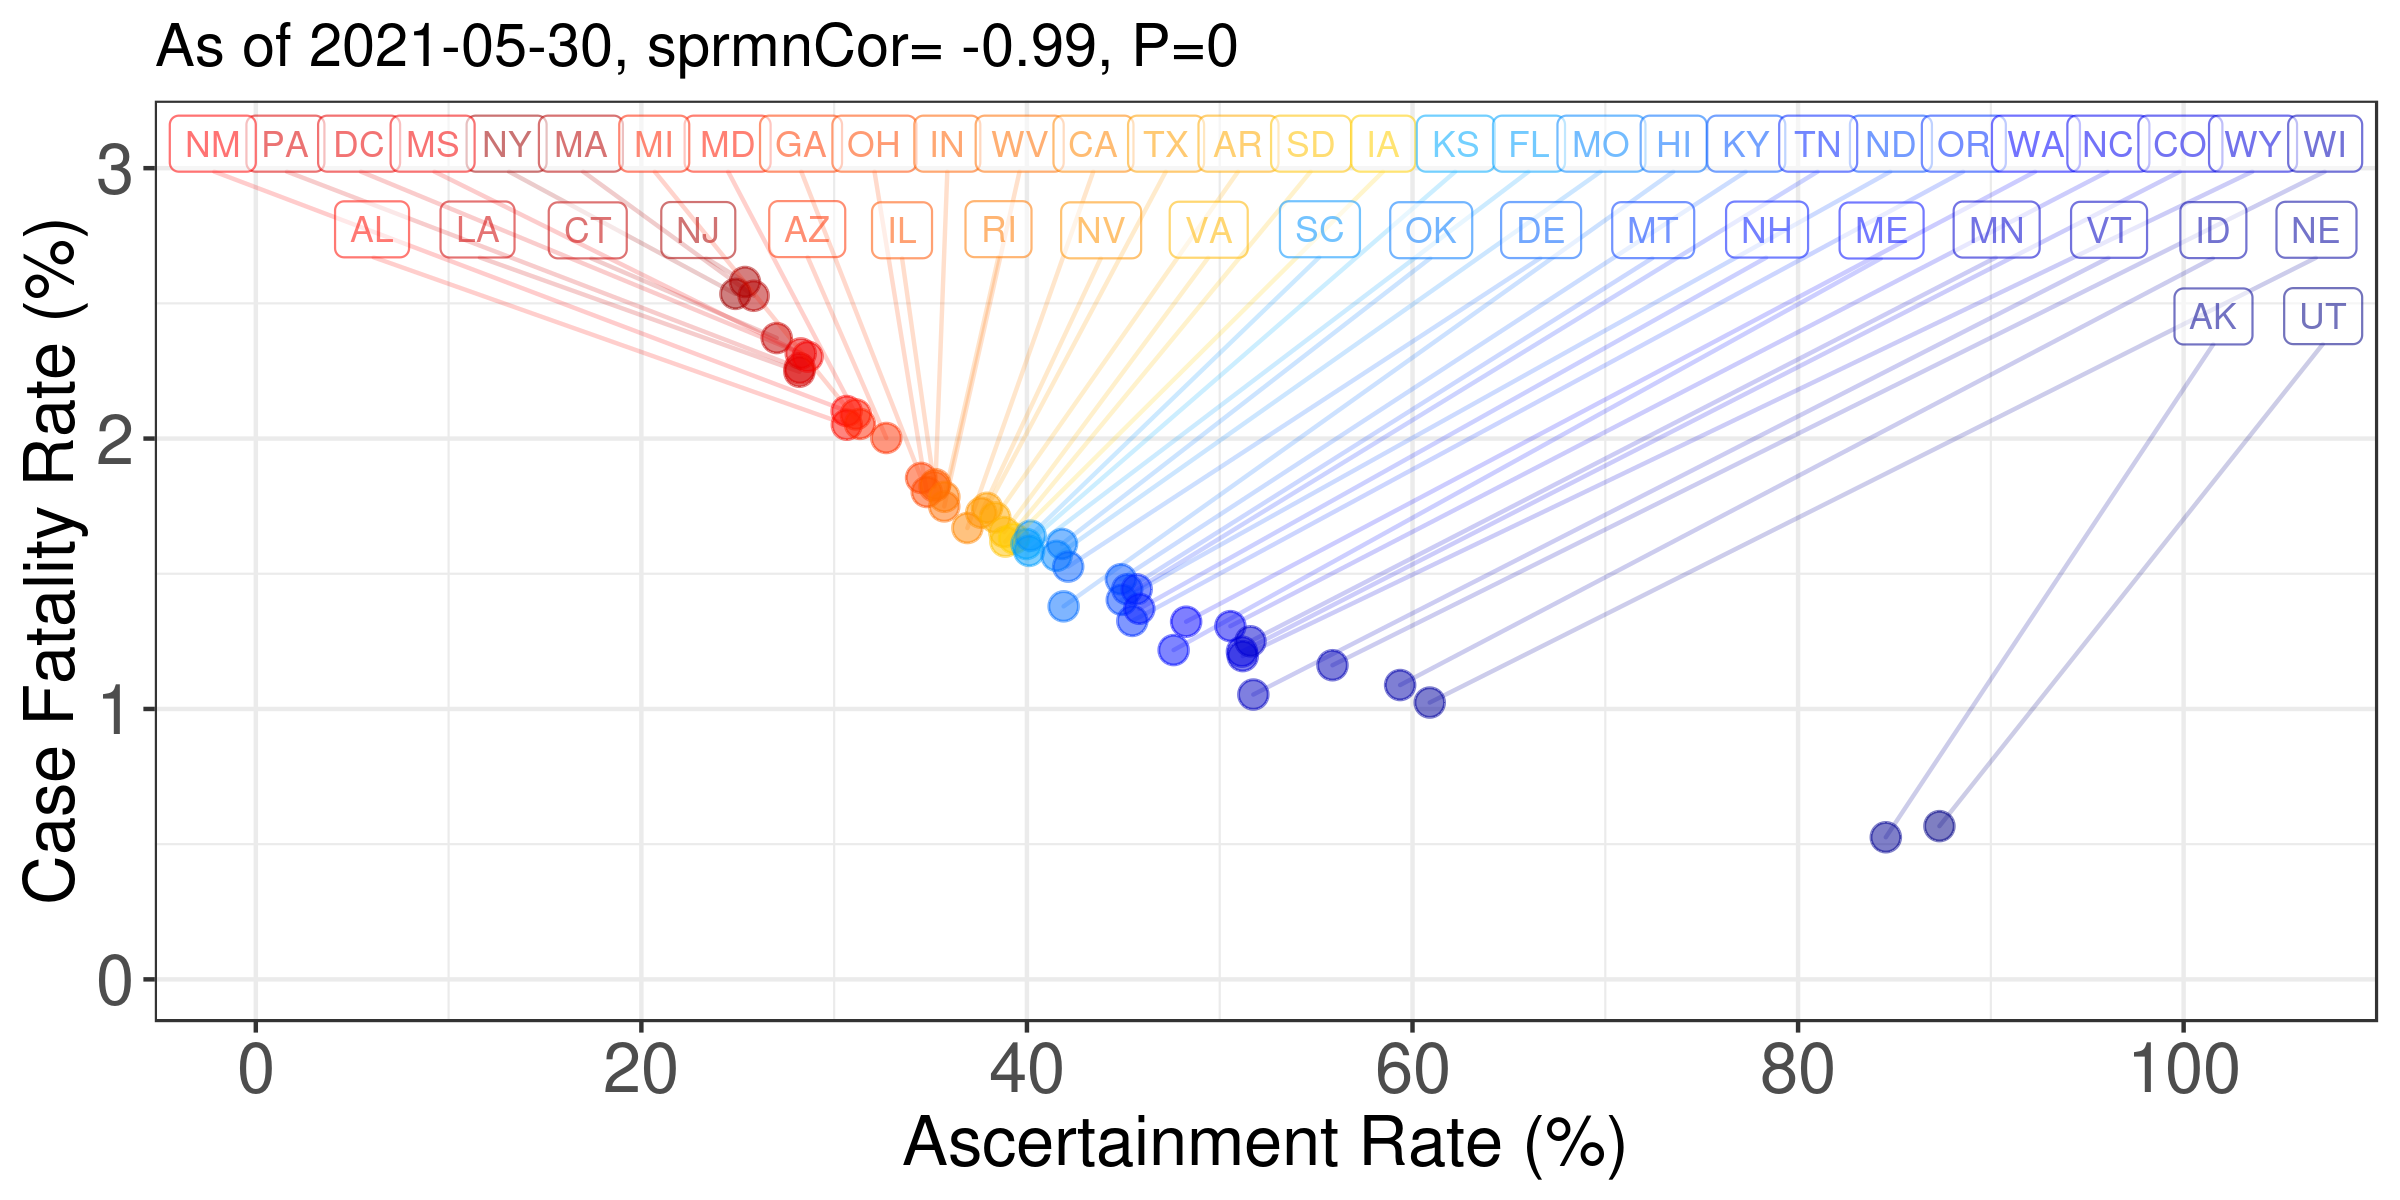 As of 2021-05-30, sprmnCor= -0.99, P=0
NM PA DC MS NY MA MI MD GA OH IN WV CA TX AR SD IA KS FL MO HI KY TN ND OR WA NC CO WY WI
AL LA CT NJ AZ IL RI NV VA SC OK DE MT NH ME MN VT ID NE
AK UT
3
2
1
0
Case Fatality Rate (%)
0 20 40 60 80 100
Ascertainment Rate (%)